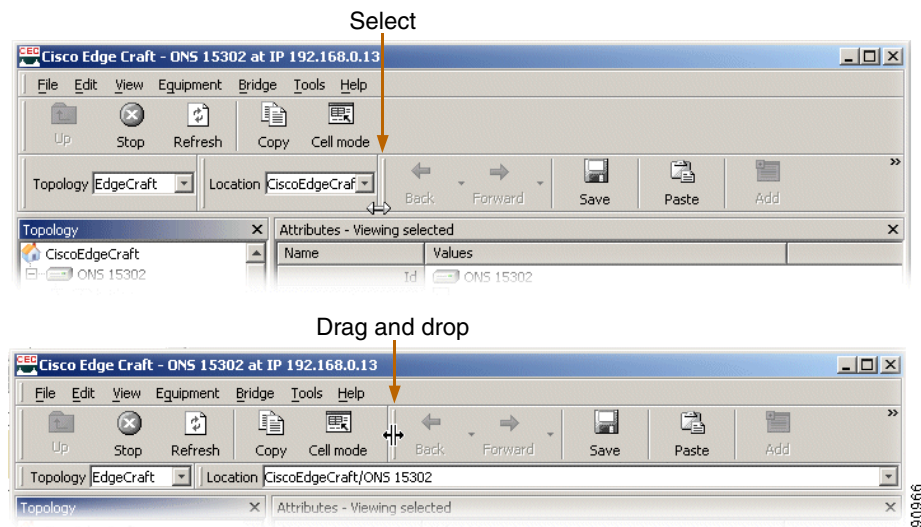 Select
CEC Cisco Edge Craft - ONS 15302 at IP 192.168.0.13
File Edit View Equipment Bridge Tools Help
Up Stop Refresh Copy Cell mode
Topology EdgeCraft Location CiscoEdgeCraf Back Forward Save Paste Add »
Topology Attributes - Viewing selected
CiscoEdgeCraft Name Values
ONS 15302 Id ONS 15302
Drag and drop
CEC Cisco Edge Craft - ONS 15302 at IP 192.168.0.13
File Edit View Equipment Bridge Tools Help
Up Stop Refresh Copy Cell mode Back Forward Save Paste Add »
Topology EdgeCraft Location CiscoEdgeCraft/ONS 15302
Topology Attributes - Viewing selected
90966